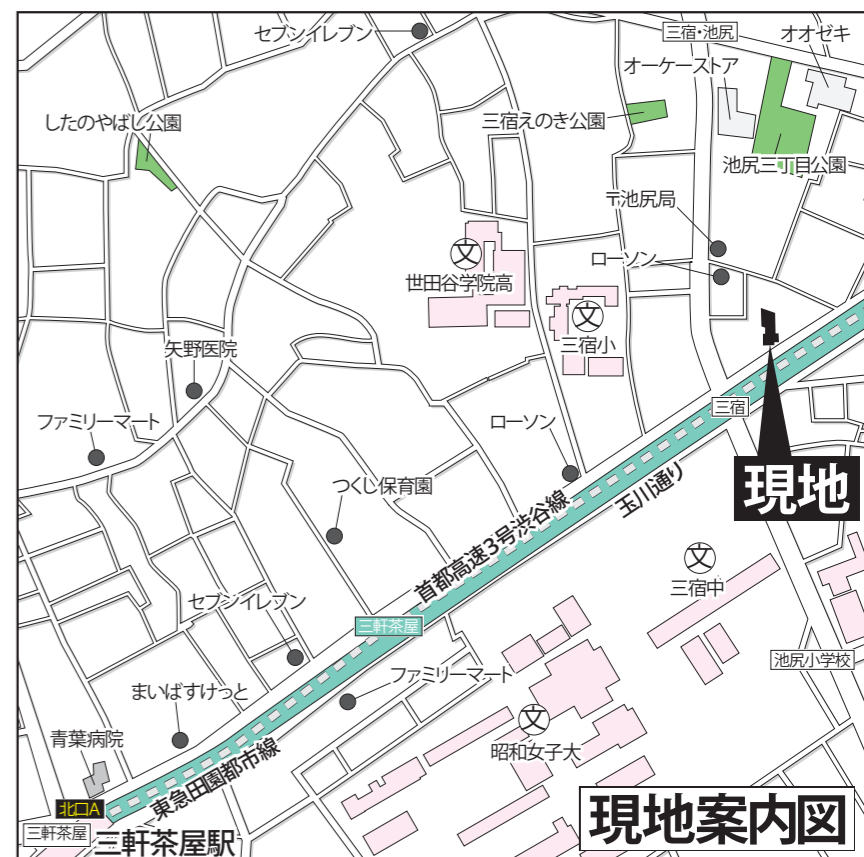 セブンイレブン
三宿・池尻
オオゼキ
オーケーストア
したのやばし公園
三宿えのき公園
池尻三丁目公園
〒池尻局
ローソン
世田谷学院高
文
文
三宿小
矢野医院
三宿
ファミリーマート
ローソン
現地
つくし保育園
玉川通り
首都高速3号渋谷線
文
三宿中
セブンイレブン
三軒茶屋
池尻小学校
ファミリーマート
まいばすけっと
文
青葉病院
昭和女子大
東急田園都市線
北口A
三軒茶屋
三軒茶屋駅
現地案内図